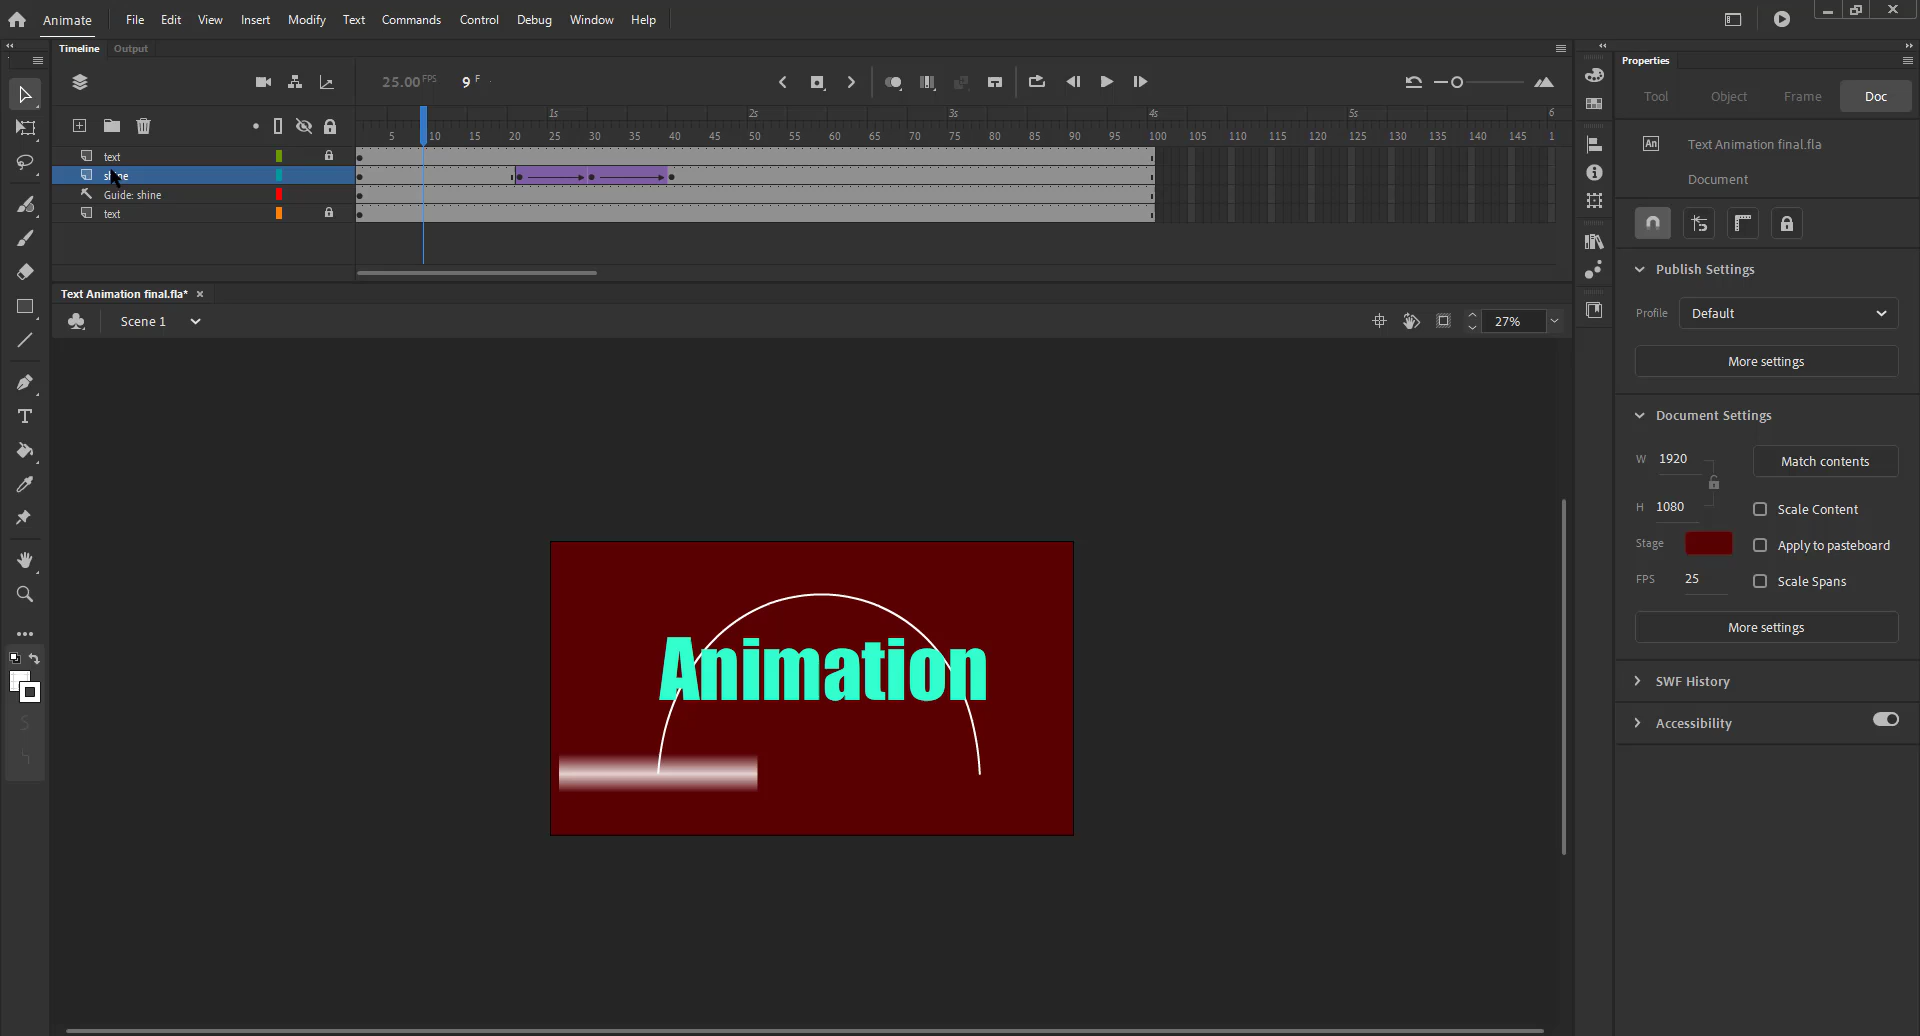 Animate File Edit View Insert Modify Text Commands Control Debug Window Help
Timeline Output
25.00 FPS 9 F
1s 2s 3s 4s 5s 6
5 10 15 20 25 30 35 40 45 50 55 60 65 70 75 80 85 90 95 100 105 110 115 120 125 130 135 140 145 1
text
shine
Guide: shine
text
Text Animation final.fla*
Scene 1
27%
Animation
Properties
Tool Object Frame Doc
An Text Animation final.fla
Document
Publish Settings
Profile Default
More settings
Document Settings
W 1920 Match contents
H 1080 Scale Content
Stage Apply to pasteboard
FPS 25 Scale Spans
More settings
SWF History
Accessibility